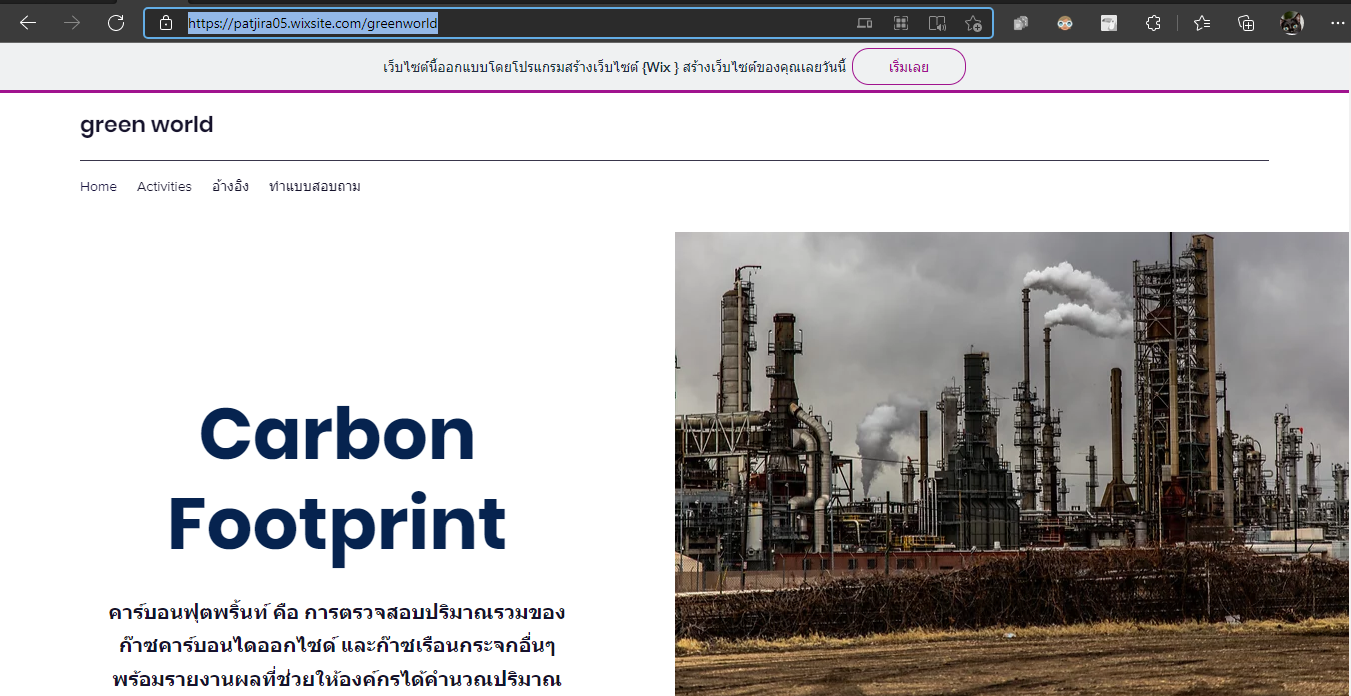 https://patjira05.wixsite.com/greenworld
เว็บไซต์นี้ออกแบบโดยโปรแกรมสร้างเว็บไซต์ {Wix } สร้างเว็บไซต์ของคุณเลยวันนี้ เริ่มเลย
green world
Home Activities อ้างอิง ทำแบบสอบถาม
Carbon
Footprint
คาร์บอนฟุตพริ้นท์ คือ การตรวจสอบปริมาณรวมของ
ก๊าซคาร์บอนไดออกไซด์ และก๊าซเรือนกระจกอื่นๆ
พร้อมรายงานผลที่ช่วยให้องค์กรได้คำนวณปริมาณ